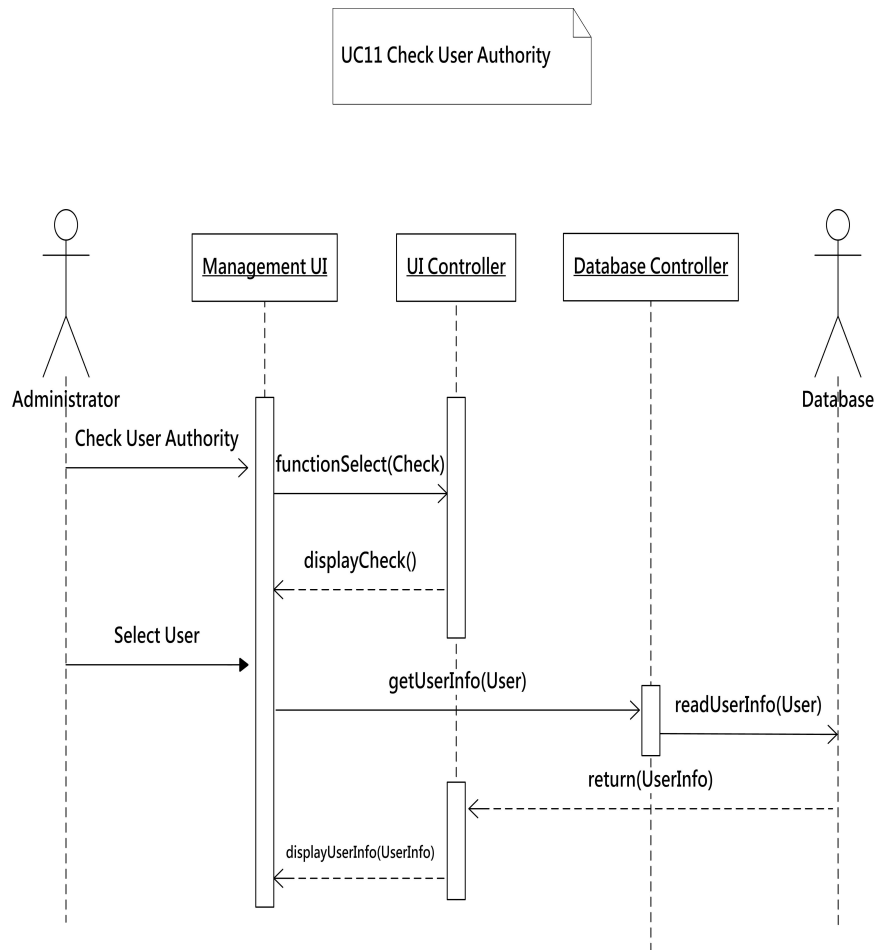 UC11 Check User Authority
Management UI
UI Controller
Database Controller
Administrator
Database
Check User Authority
functionSelect(Check)
displayCheck()
Select User
getUserInfo(User)
readUserInfo(User)
return(UserInfo)
displayUserInfo(UserInfo)